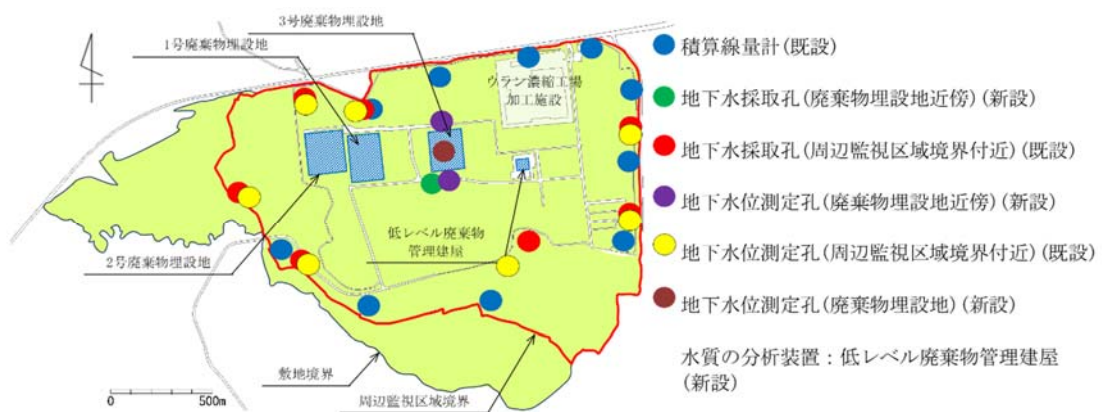 3号廃棄物埋設地
1号廃棄物埋設地
ウラン濃縮工場
加工施設
低レベル廃棄物
管理建屋
2号廃棄物埋設地
敷地境界
周辺監視区域境界
0 500m
積算線量計(既設)
地下水採取孔(廃棄物埋設地近傍)(新設)
地下水採取孔(周辺監視区域境界付近)(既設)
地下水位測定孔(廃棄物埋設地近傍)(新設)
地下水位測定孔(周辺監視区域境界付近)(既設)
地下水位測定孔(廃棄物埋設地)(新設)
水質の分析装置：低レベル廃棄物管理建屋
(新設)